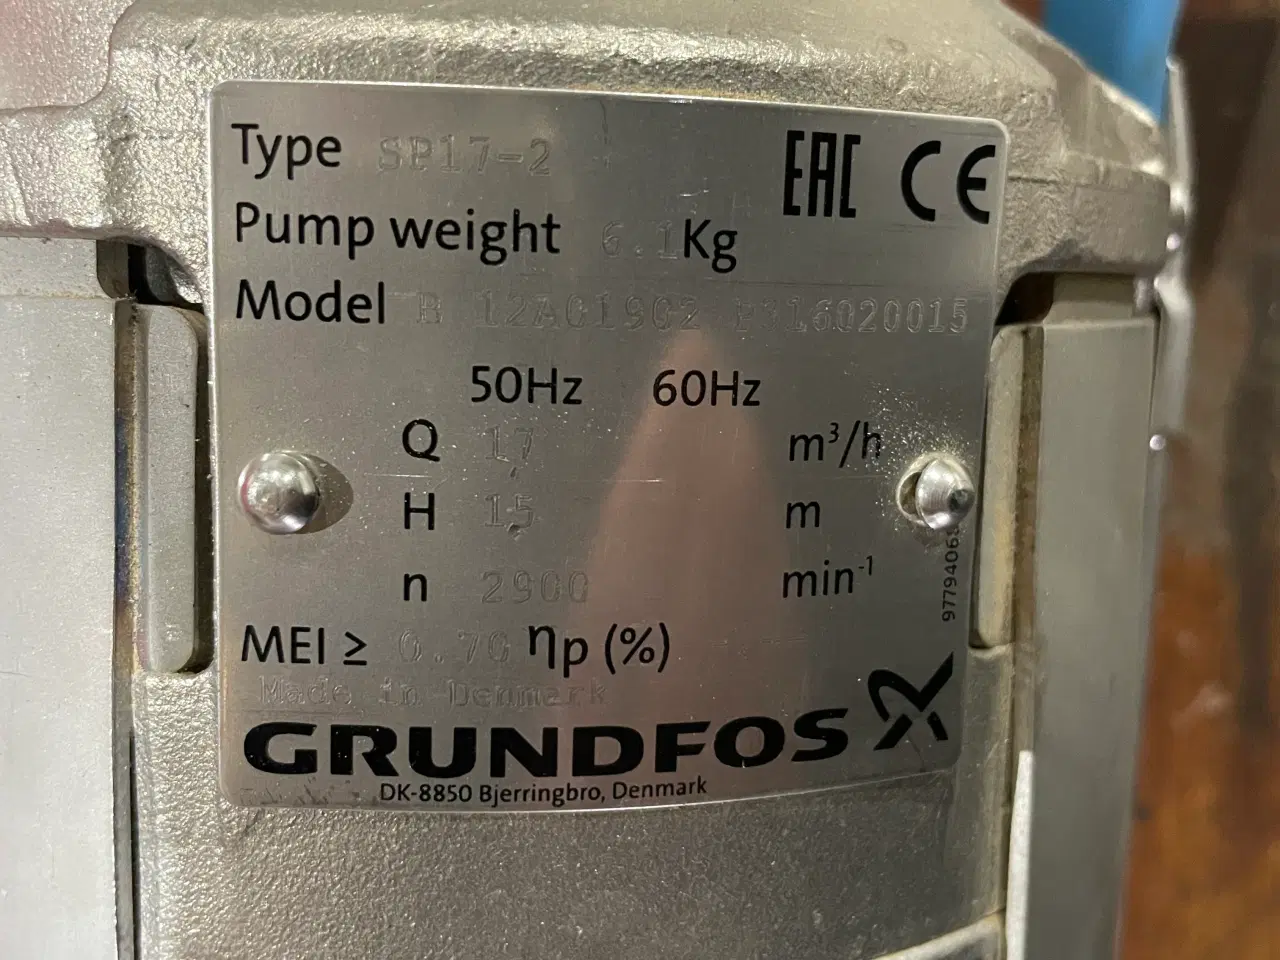 Type SP17-2
EAC CE
Pump weight 6.1Kg
Model B 12A01902 P316020015
50Hz 60Hz
Q 17 m³/h
H 15 m
n 2900 min⁻¹
MEI ≥ 0.70 ηp (%)
Made in Denmark
GRUNDFOS
DK-8850 Bjerringbro, Denmark